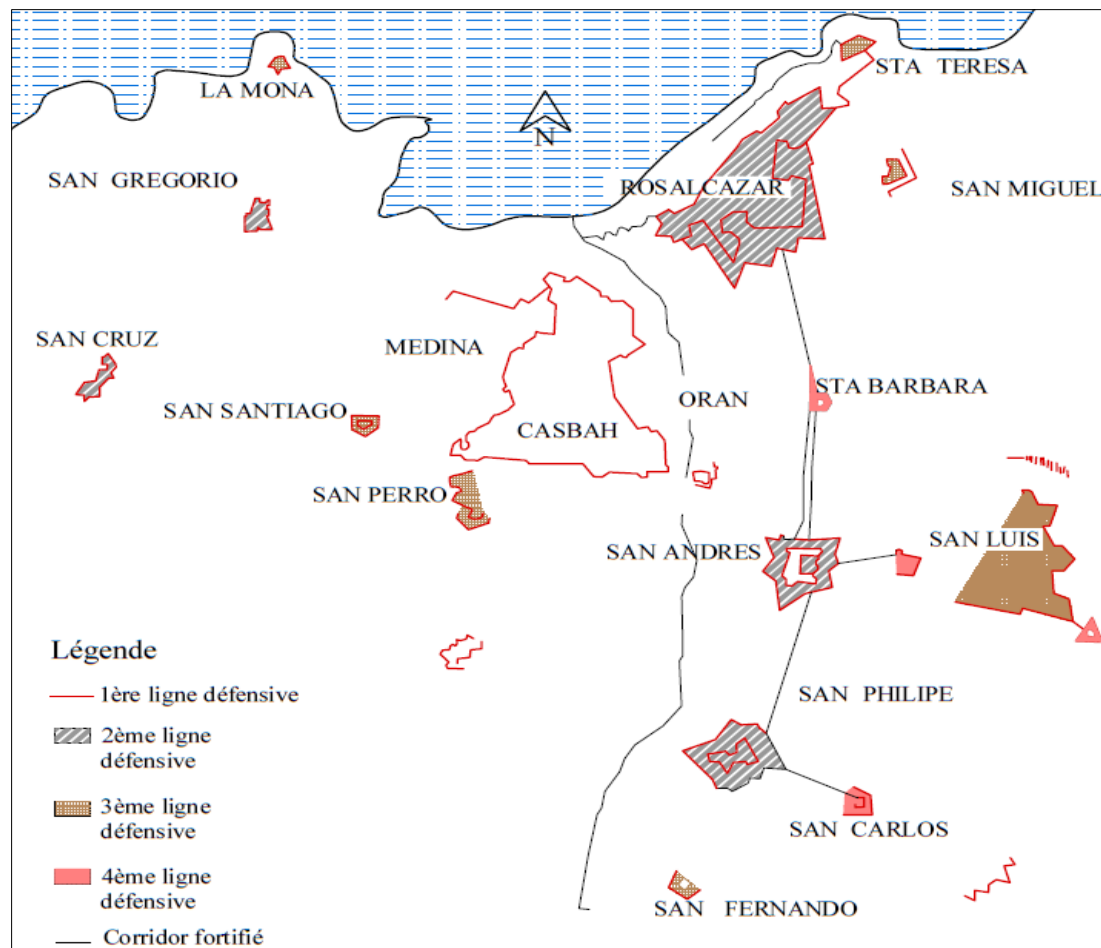 STA TERESA
LA MONA
N
SAN GREGORIO
ROSALCAZAR
SAN MIGUEL
SAN CRUZ
MEDINA
STA BARBARA
ORAN
SAN SANTIAGO
CASBAH
SAN PERRO
SAN ANDRES
SAN LUIS
SAN PHILIPE
SAN CARLOS
SAN FERNANDO
Légende
1ère ligne défensive
2ème ligne
défensive
3ème ligne
défensive
4ème ligne
défensive
Corridor fortifié